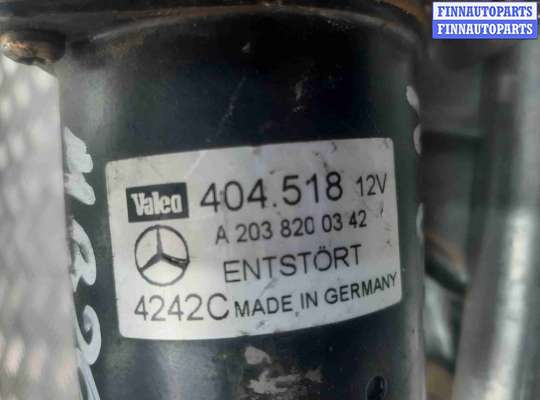 FINNAUTOPARTS
FINNAUTOPARTS
Valeo 404.518 12V
A 203 820 03 42
ENTSTÖRT
4242C MADE IN GERMANY